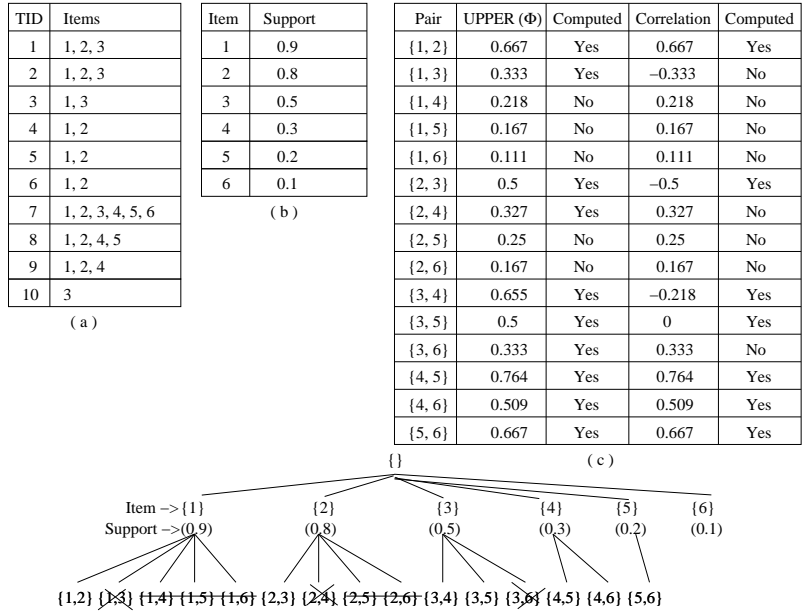 TID Items
1 1, 2, 3
2 1, 2, 3
3 1, 3
4 1, 2
5 1, 2
6 1, 2
7 1, 2, 3, 4, 5, 6
8 1, 2, 4, 5
9 1, 2, 4
10 3
( a )
Item Support
1 0.9
2 0.8
3 0.5
4 0.3
5 0.2
6 0.1
( b )
Pair UPPER (Φ) Computed Correlation Computed
{1, 2} 0.667 Yes 0.667 Yes
{1, 3} 0.333 Yes −0.333 No
{1, 4} 0.218 No 0.218 No
{1, 5} 0.167 No 0.167 No
{1, 6} 0.111 No 0.111 No
{2, 3} 0.5 Yes −0.5 Yes
{2, 4} 0.327 Yes 0.327 No
{2, 5} 0.25 No 0.25 No
{2, 6} 0.167 No 0.167 No
{3, 4} 0.655 Yes −0.218 Yes
{3, 5} 0.5 Yes 0 Yes
{3, 6} 0.333 Yes 0.333 No
{4, 5} 0.764 Yes 0.764 Yes
{4, 6} 0.509 Yes 0.509 Yes
{5, 6} 0.667 Yes 0.667 Yes
( c )
{}
Item −>{1} {2} {3} {4} {5} {6}
Support −>(0.9) (0.8) (0.5) (0.3) (0.2) (0.1)
{1,2} {1,3} {1,4} {1,5} {1,6} {2,3} {2,4} {2,5} {2,6} {3,4} {3,5} {3,6} {4,5} {4,6} {5,6}